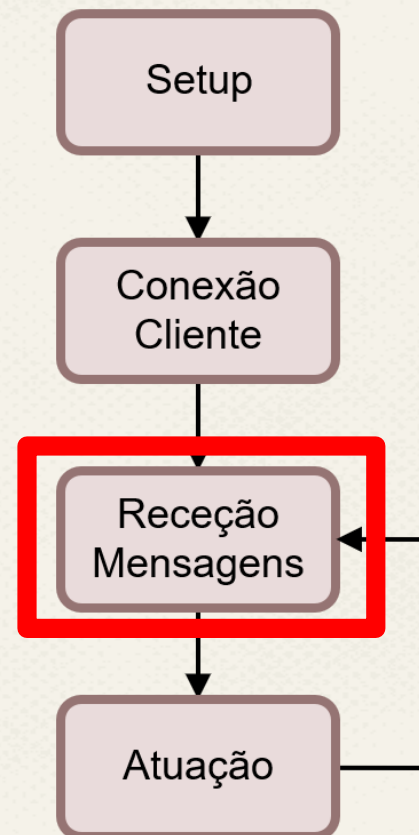 Setup
Conexão
Cliente
Receção
Mensagens
Atuação